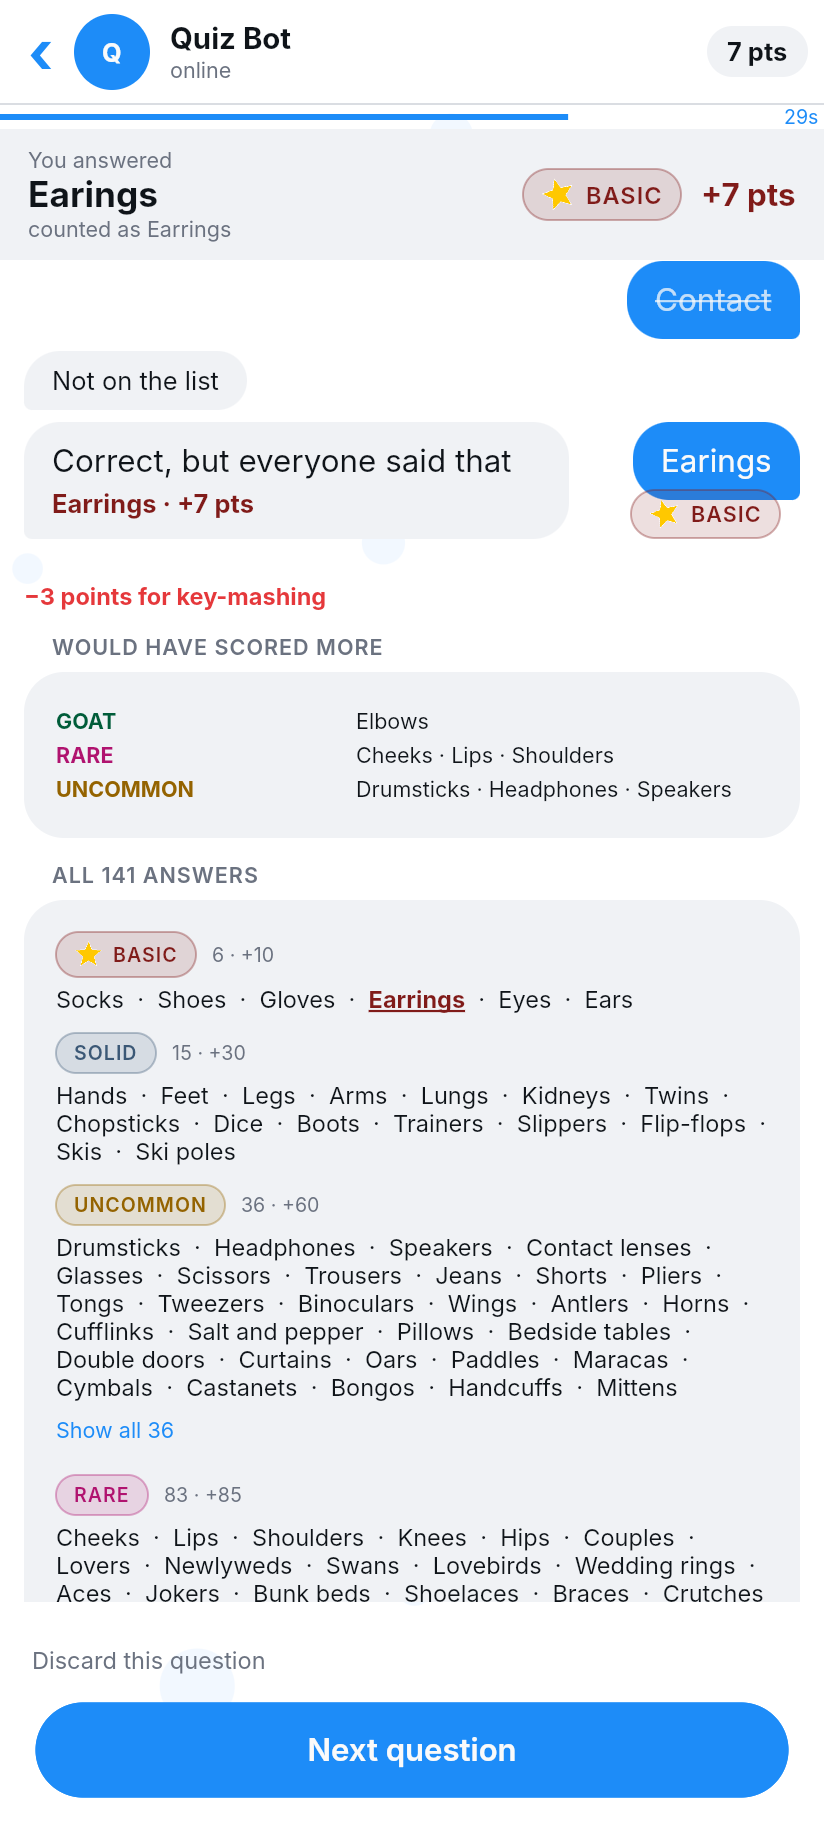 Q
Quiz Bot
online
7 pts
29s
You answered
Earings
counted as Earrings
BASIC
+7 pts
Contact
Not on the list
Earings
BASIC
Correct, but everyone said that
Earrings · +7 pts
−3 points for key-mashing
WOULD HAVE SCORED MORE
GOAT Elbows
RARE Cheeks · Lips · Shoulders
UNCOMMON Drumsticks · Headphones · Speakers
ALL 141 ANSWERS
BASIC 6 · +10
Socks · Shoes · Gloves · Earrings · Eyes · Ears
SOLID 15 · +30
Hands · Feet · Legs · Arms · Lungs · Kidneys · Twins ·
Chopsticks · Dice · Boots · Trainers · Slippers · Flip-flops ·
Skis · Ski poles
UNCOMMON 36 · +60
Drumsticks · Headphones · Speakers · Contact lenses ·
Glasses · Scissors · Trousers · Jeans · Shorts · Pliers ·
Tongs · Tweezers · Binoculars · Wings · Antlers · Horns ·
Cufflinks · Salt and pepper · Pillows · Bedside tables ·
Double doors · Curtains · Oars · Paddles · Maracas ·
Cymbals · Castanets · Bongos · Handcuffs · Mittens
Show all 36
RARE 83 · +85
Cheeks · Lips · Shoulders · Knees · Hips · Couples ·
Lovers · Newlyweds · Swans · Lovebirds · Wedding rings ·
Aces · Jokers · Bunk beds · Shoelaces · Braces · Crutches
Discard this question
Next question